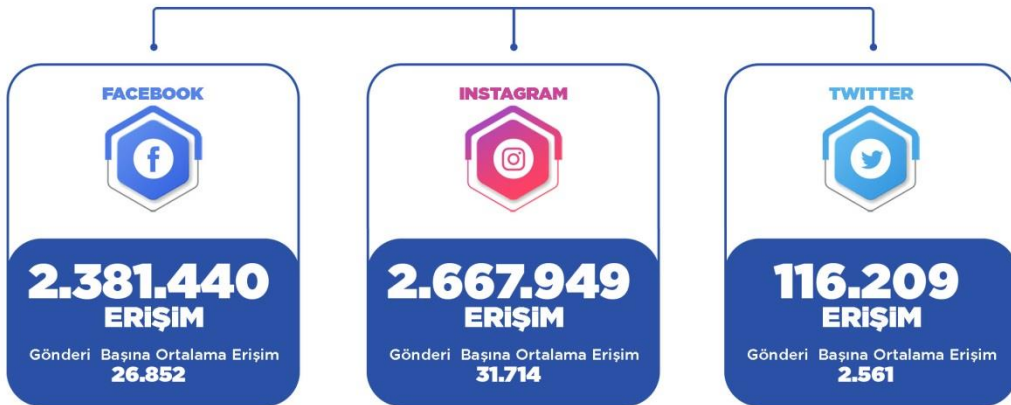 FACEBOOK
2.381.440
ERİŞİM
Gönderi Başına Ortalama Erişim
26.852
INSTAGRAM
2.667.949
ERİŞİM
Gönderi Başına Ortalama Erişim
31.714
TWITTER
116.209
ERİŞİM
Gönderi Başına Ortalama Erişim
2.561